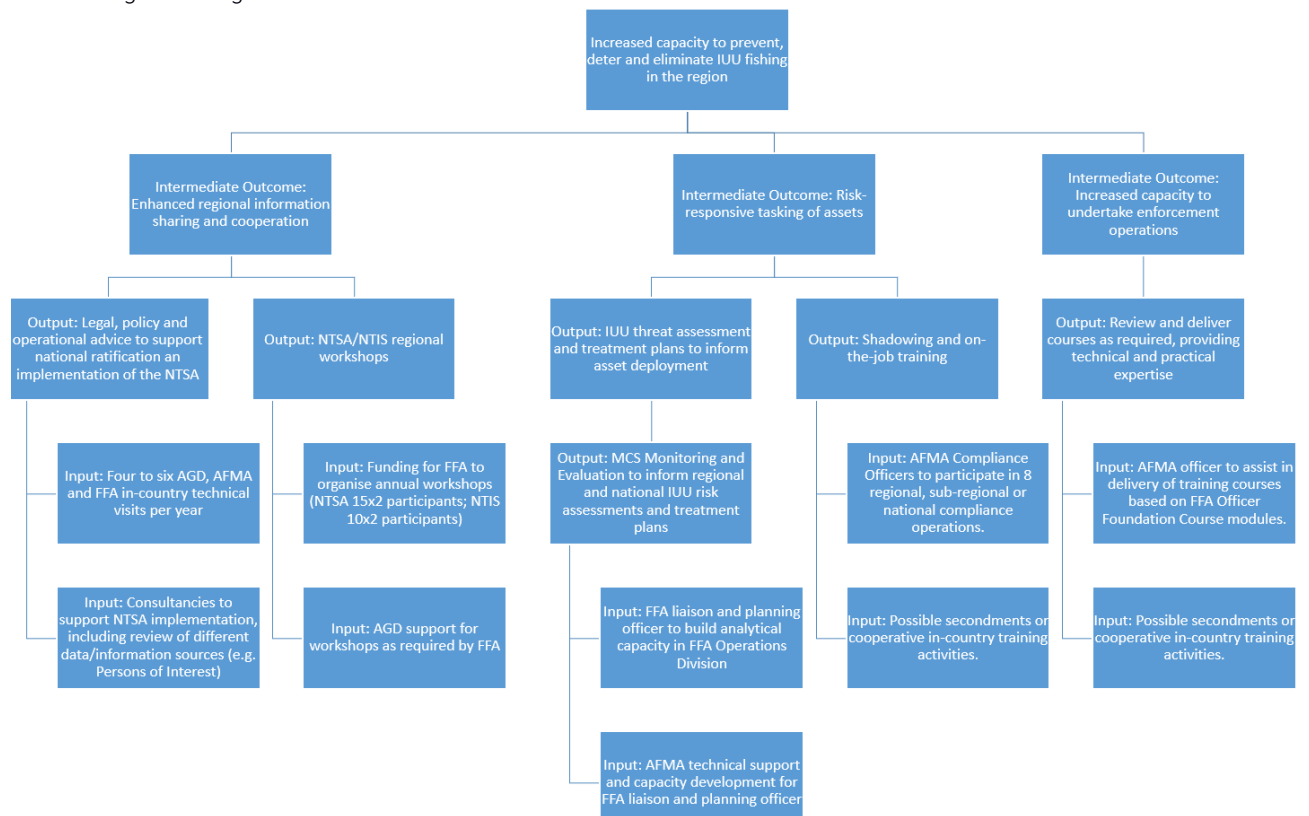 Increased capacity to prevent,
deter and eliminate IUU fishing
in the region
Intermediate Outcome:
Enhanced regional information
sharing and cooperation
Intermediate Outcome: Risk-
responsive tasking of assets
Intermediate Outcome:
Increased capacity to
undertake enforcement
operations
Output: Legal, policy and
operational advice to support
national ratification an
implementation of the NTSA
Output: NTSA/NTIS regional
workshops
Output: IUU threat assessment
and treatment plans to inform
asset deployment
Output: Shadowing and on-
the-job training
Output: Review and deliver
courses as required, providing
technical and practical
expertise
Input: Four to six AGD, AFMA
and FFA in-country technical
visits per year
Input: Funding for FFA to
organise annual workshops
(NTSA 15x2 participants; NTIS
10x2 participants)
Output: MCS Monitoring and
Evaluation to inform regional
and national IUU risk
assessments and treatment
plans
Input: AFMA Compliance
Officers to participate in 8
regional, sub-regional or
national compliance
operations.
Input: AFMA officer to assist in
delivery of training courses
based on FFA Officer
Foundation Course modules.
Input: Consultancies to
support NTSA implementation,
including review of different
data/information sources (e.g.
Persons of Interest)
Input: AGD support for
workshops as required by FFA
Input: FFA liaison and planning
officer to build analytical
capacity in FFA Operations
Division
Input: Possible secondments or
cooperative in-country training
activities.
Input: Possible secondments or
cooperative in-country training
activities.
Input: AFMA technical support
and capacity development for
FFA liaison and planning officer